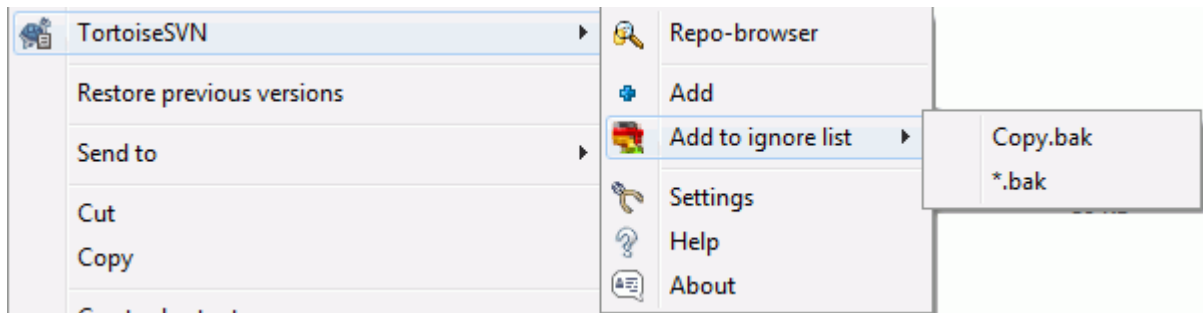 TortoiseSVN
Restore previous versions
Send to
Cut
Copy
Repo-browser
Add
Add to ignore list
Settings
Help
About
Copy.bak
*.bak